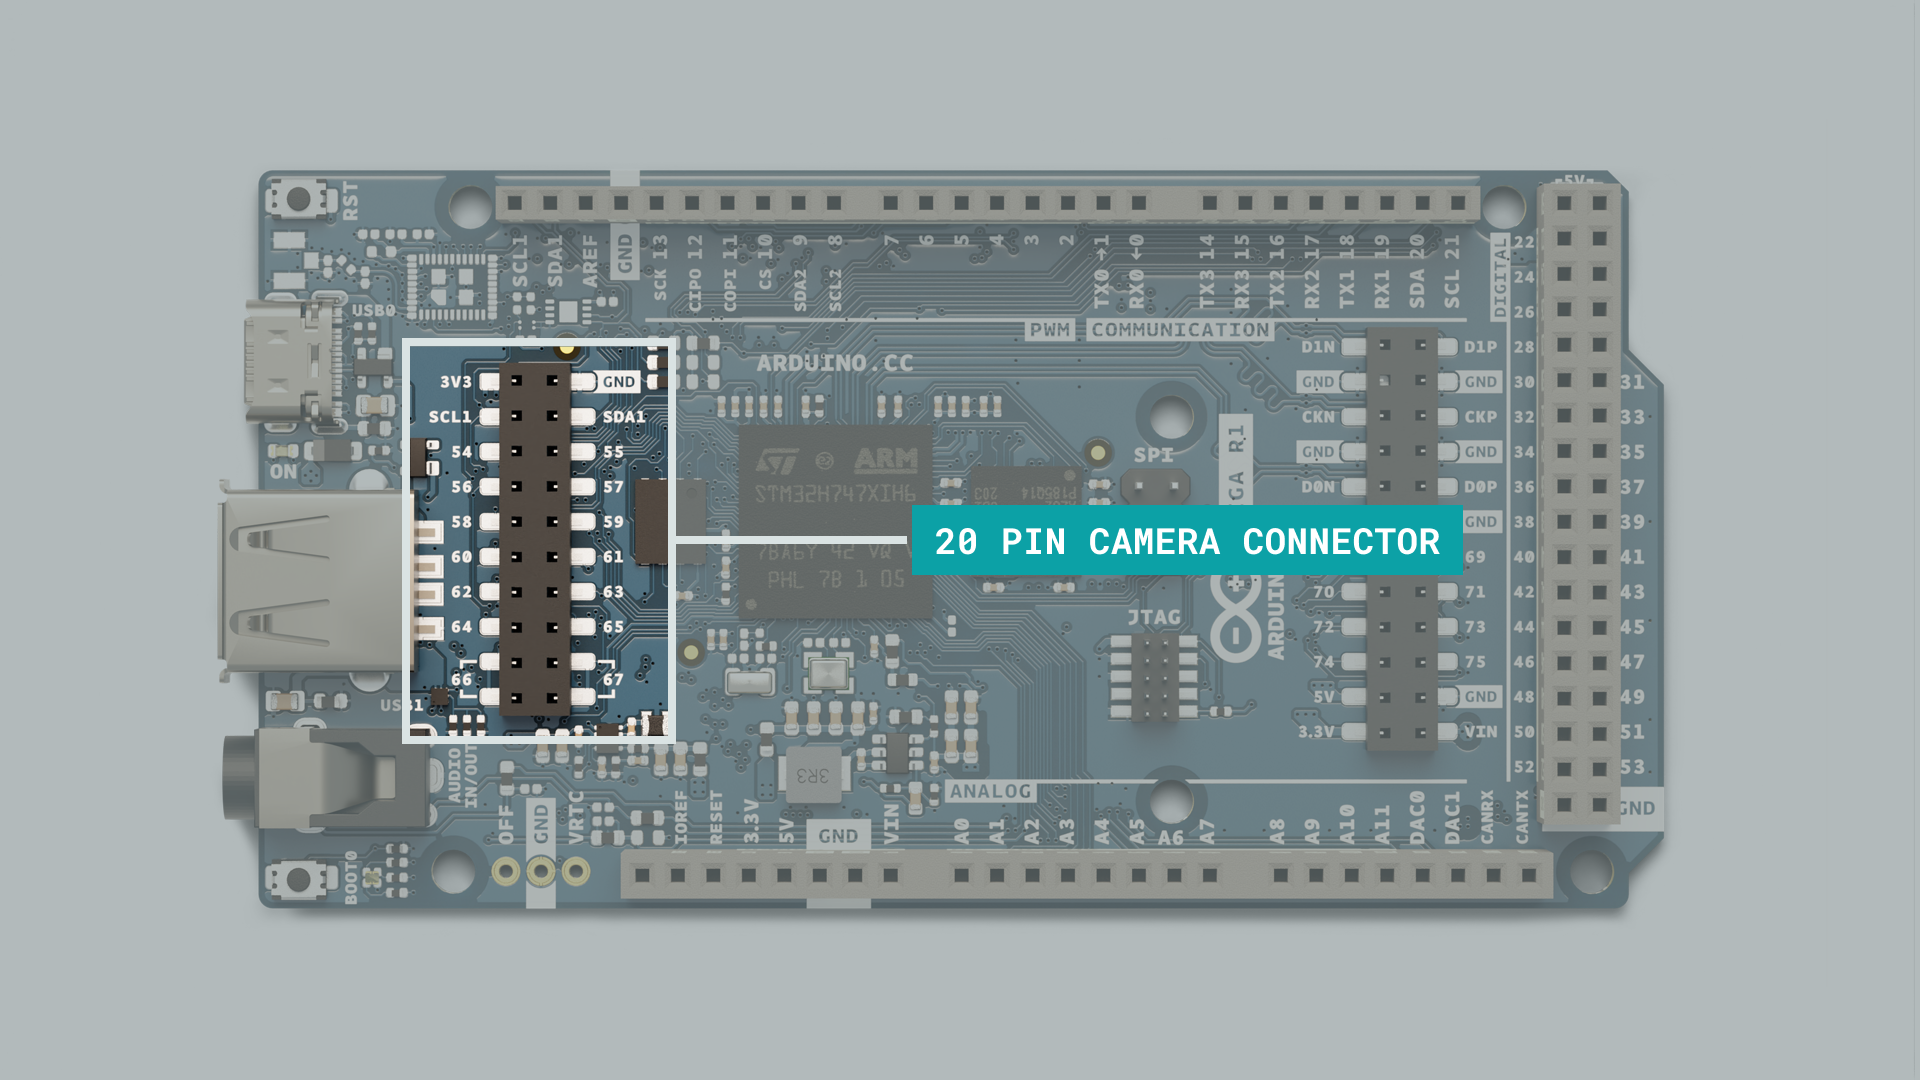 5V
RST
SCL1
SDA1
AREF
GND
SCK 13
CIPO 12
COPI 11
CS 10
SDA2 9
SCL2 8
7
6
5
4
3
2
TX0→1
RX0←0
TX3 14
RX3 15
TX2 16
RX2 17
TX1 18
RX1 19
SDA 20
SCL 21
DIGITAL
22
24
26
28
30 31
32 33
34 35
36 37
38 39
40 41
42 43
44 45
46 47
48 49
50 51
52 53
GND
USB0
PWM COMMUNICATION
ARDUINO.CC
3V3 GND
SCL1 SDA1
54 55
56 57
58 59
60 61
62 63
64 65
66 67
ON
USB1
ARM
STM32H747XIH6
PHL 7B 1 05
20 PIN CAMERA CONNECTOR
SPI
GA R1
ARDUIN
JTAG
D1N D1P
GND GND
CKN CKP
GND GND
D0N D0P
GND
69
70 71
72 73
74 75
5V GND
3.3V VIN
3R3
AUDIO
IN/OUT
BOOT0
OFF
GND
VRTC
ANALOG
IOREF
RESET
3.3V
5V
GND
VIN
A0
A1
A2
A3
A4
A5
A6
A7
A8
A9
A10
A11
DAC0
DAC1
CANRX
CANTX